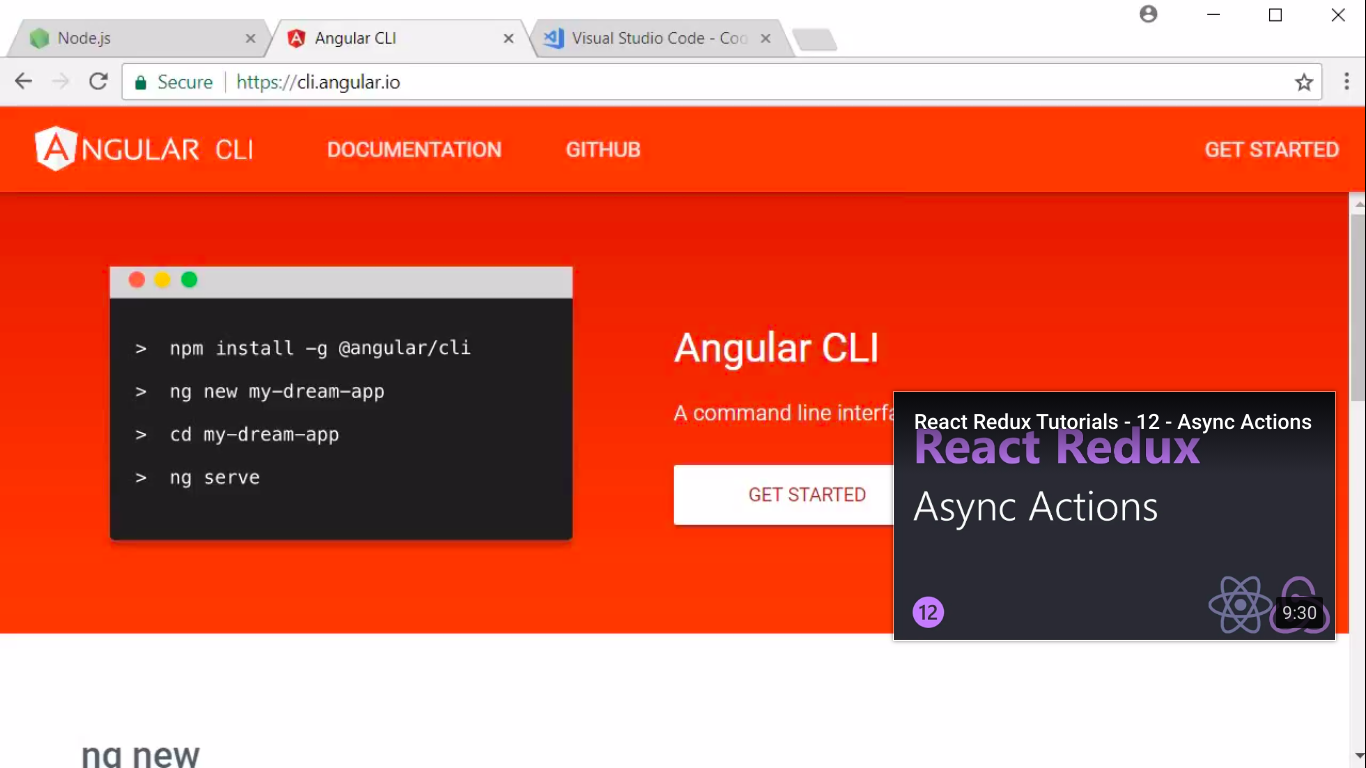 Node.js
Angular CLI
Visual Studio Code - Coo
Secure https://cli.angular.io
ANGULAR CLI DOCUMENTATION GITHUB GET STARTED
> npm install -g @angular/cli
> ng new my-dream-app
> cd my-dream-app
> ng serve
Angular CLI
A command line interfa
GET STARTED
React Redux Tutorials - 12 - Async Actions
React Redux
Async Actions
12
9:30
ng new